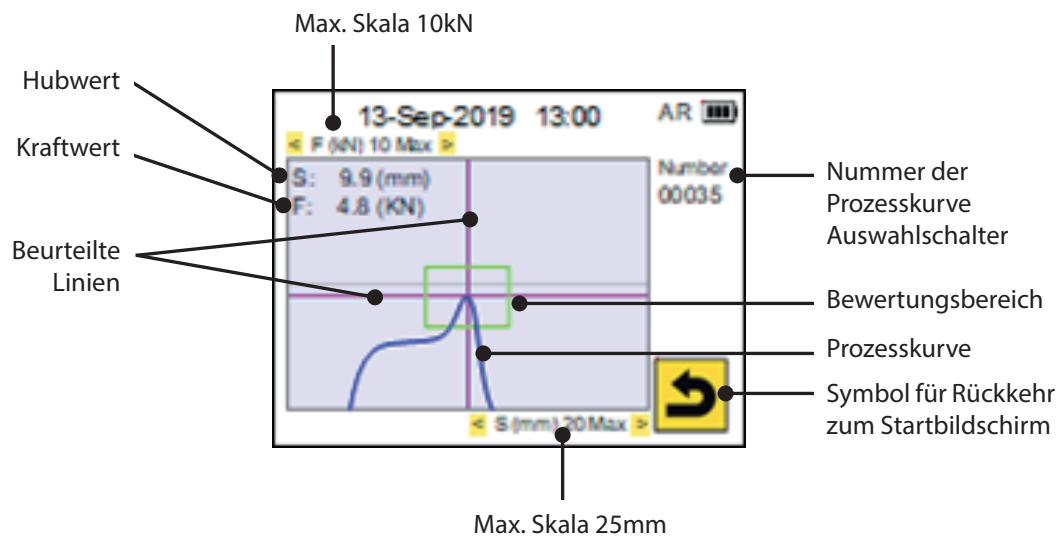 Max. Skala 10kN
Hubwert
Kraftwert
Beurteilte
Linien
13-Sep-2019 13:00
AR
< F (kN) 10 Max >
S: 9.9 (mm)
F: 4.8 (KN)
Number
00035
< S (mm) 20 Max >
Nummer der
Prozesskurve
Auswahlschalter
Bewertungsbereich
Prozesskurve
Symbol für Rückkehr
zum Startbildschirm
Max. Skala 25mm